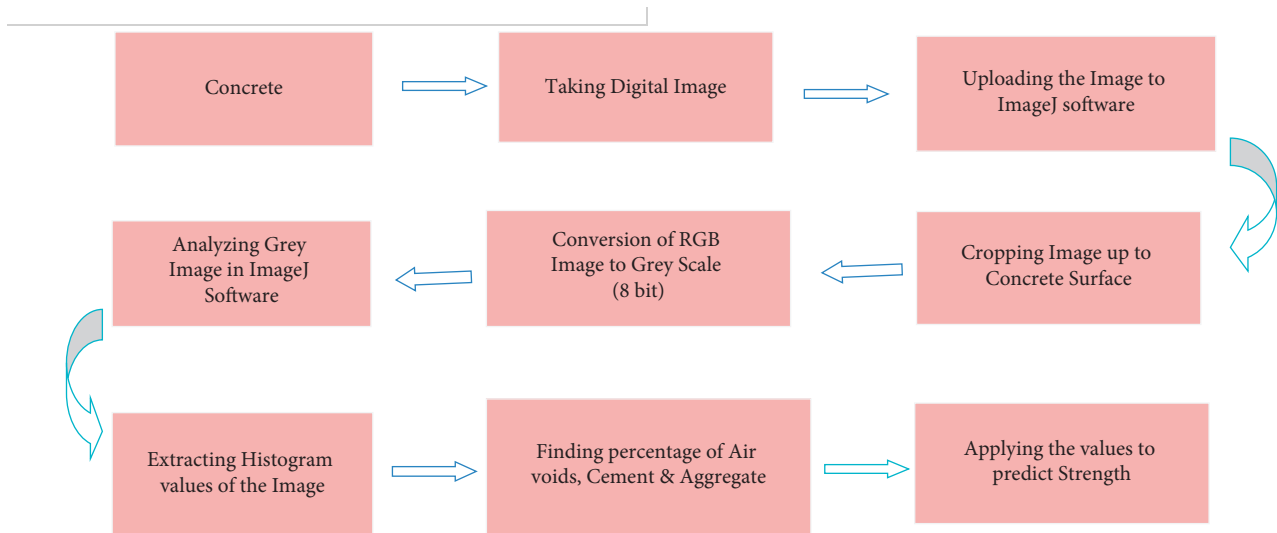 Concrete
Taking Digital Image
Uploading the Image to
ImageJ software
Cropping Image up to
Concrete Surface
Conversion of RGB
Image to Grey Scale
(8 bit)
Analyzing Grey
Image in ImageJ
Software
Extracting Histogram
values of the Image
Finding percentage of Air
voids, Cement & Aggregate
Applying the values to
predict Strength